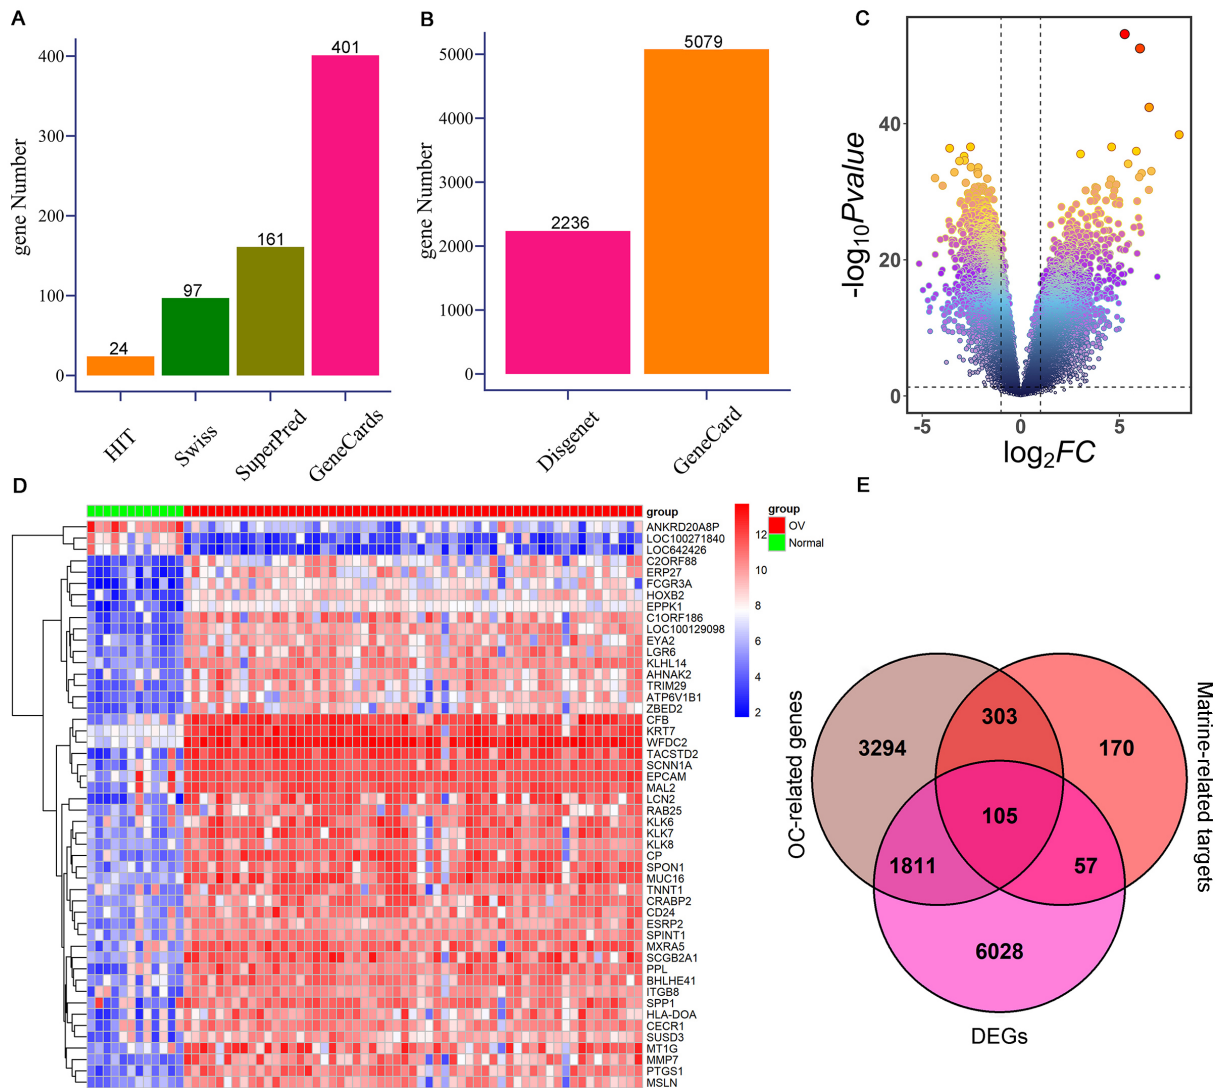 A
gene Number
400
300
200
100
0
401
161
97
24
HIT
Swiss
SuperPred
GeneCards
B
gene Number
5000
4000
3000
2000
1000
0
5079
2236
Disgenet
GeneCard
C
-log10Pvalue
40
20
0
-5
0
5
log2FC
D
group
ANKRD20A8P
LOC100271840
LOC642426
C2ORF88
ERP27
FCGR3A
HOXB2
EPPK1
C1ORF186
LOC100129098
EYA2
LGR6
KLHL14
AHNAK2
TRIM29
ATP6V1B1
ZBED2
CFB
KRT7
WFDC2
TACSTD2
SCNN1A
EPCAM
MAL2
LCN2
RAB25
KLK6
KLK7
KLK8
CP
SPON1
MUC16
TNNT1
CRABP2
CD24
ESRP2
SPINT1
MXRA5
SCGB2A1
PPL
BHLHE41
ITGB8
SPP1
HLA-DOA
CECR1
SUSD3
MT1G
MMP7
PTGS1
MSLN
12
10
8
6
4
2
group
OV
Normal
E
OC-related genes
Matrine-related targets
3294
303
170
105
1811
57
6028
DEGs